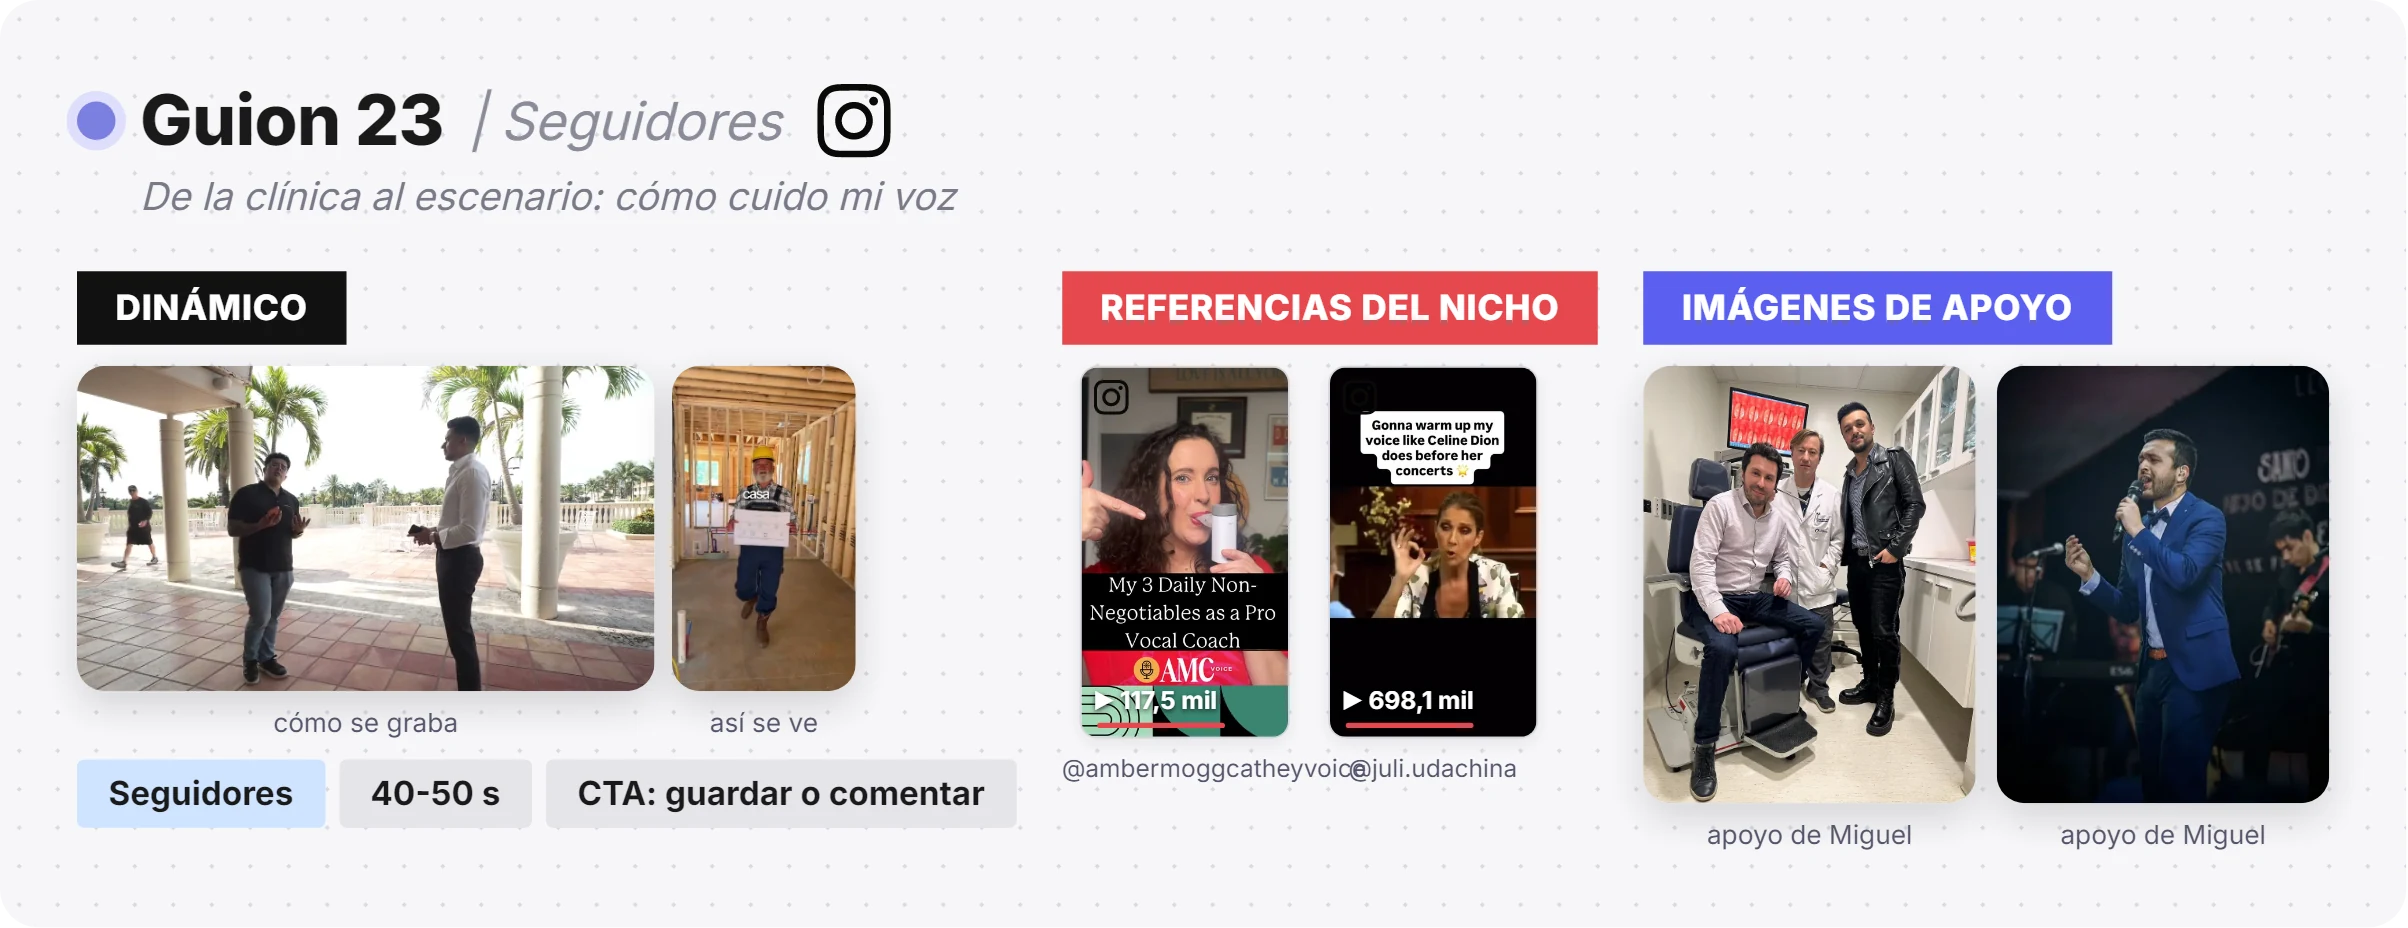 Guion 23 | Seguidores
De la clínica al escenario: cómo cuido mi voz
DINÁMICO
casa
cómo se graba
así se ve
Seguidores
40-50 s
CTA: guardar o comentar
REFERENCIAS DEL NICHO
My 3 Daily Non-
Negotiables as a Pro
Vocal Coach
AMC VOICE
117,5 mil
@ambermoggcatheyvoice
Gonna warm up my
voice like Celine Dion
does before her
concerts
698,1 mil
@juli.udachina
IMÁGENES DE APOYO
apoyo de Miguel
SANTO
apoyo de Miguel